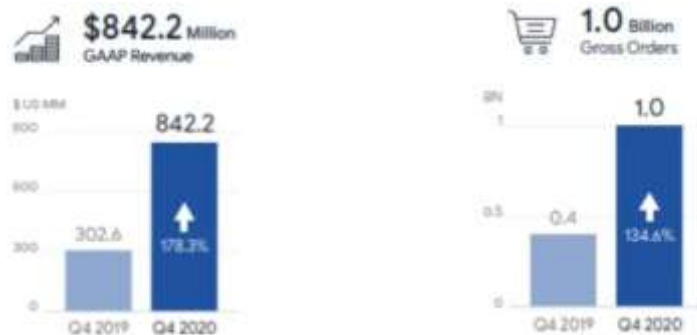 $842.2 Million
GAAP Revenue
1.0 Billion
Gross Orders
$ US MM
842.2
302.6
178.3%
600
300
0
Q4 2019 Q4 2020
BN
1.0
1
0.5
0.4
134.6%
0
Q4 2019 Q4 2020